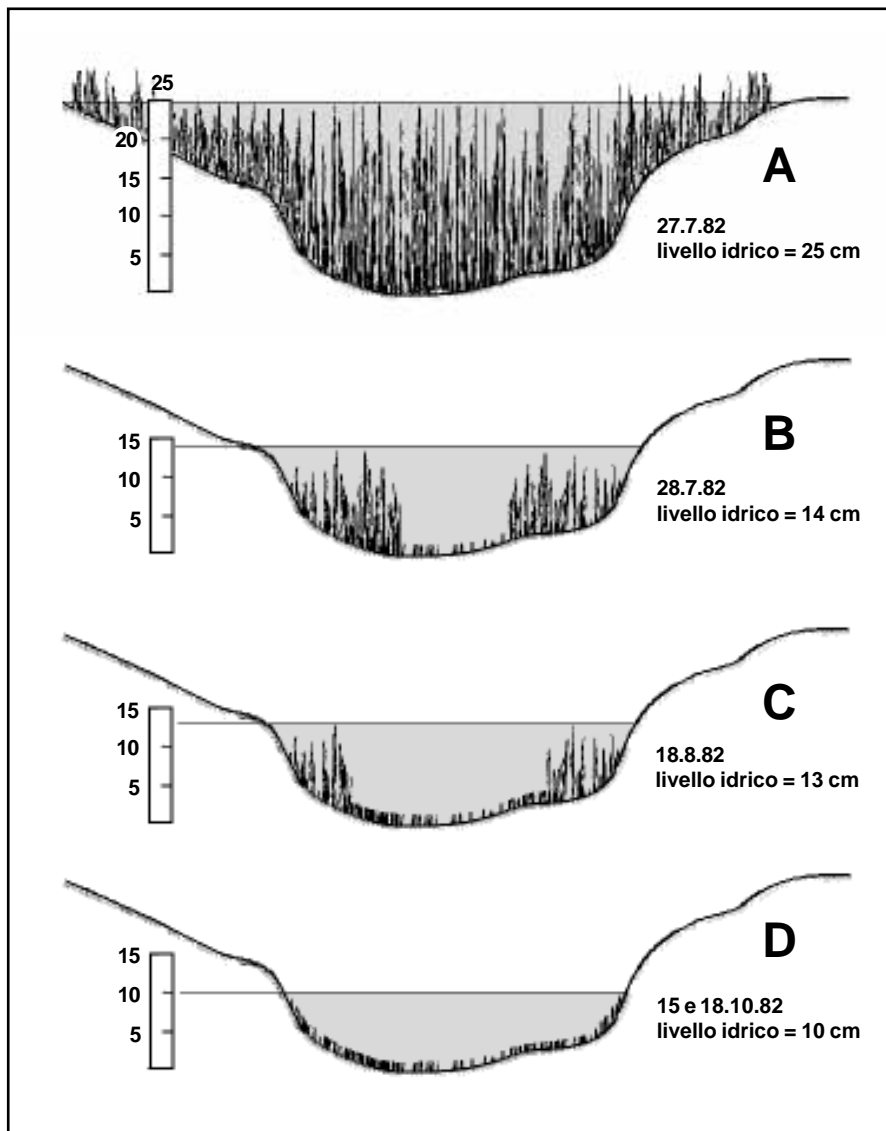 25
20
15
10
5
A
27.7.82
livello idrico = 25 cm
15
10
5
B
28.7.82
livello idrico = 14 cm
15
10
5
C
18.8.82
livello idrico = 13 cm
15
10
5
D
15 e 18.10.82
livello idrico = 10 cm